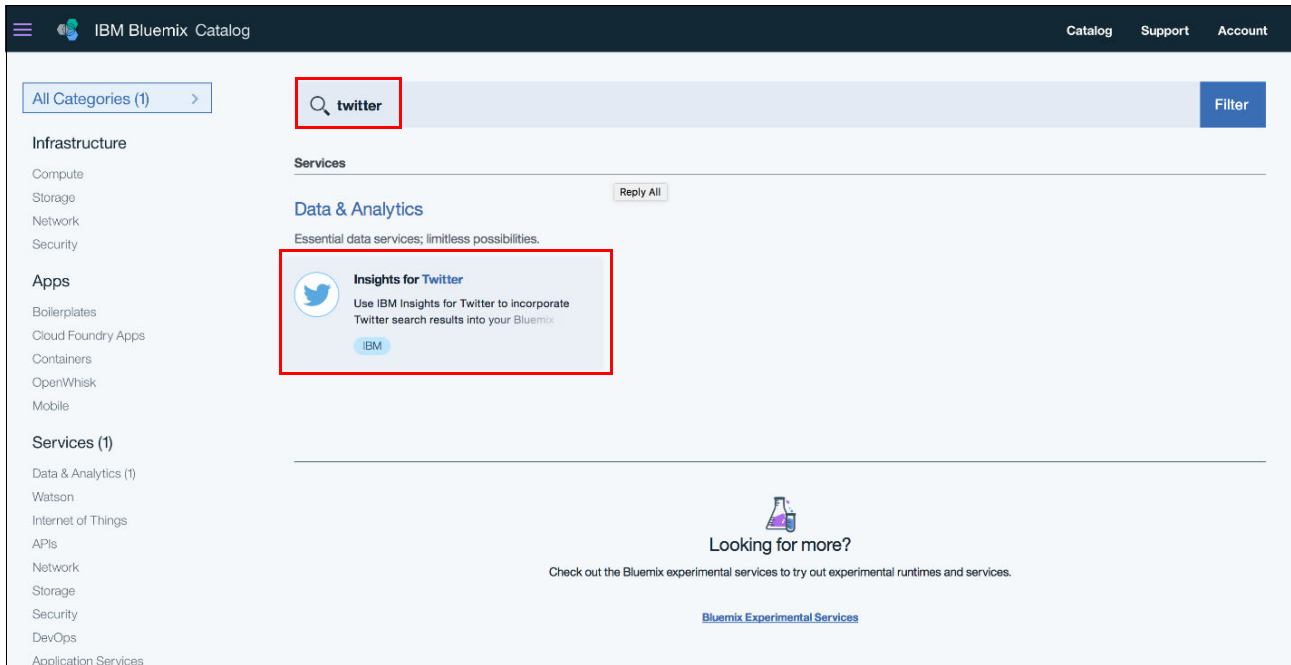 IBM Bluemix Catalog
Catalog
Support
Account
All Categories (1)
Infrastructure
Compute
Storage
Network
Security
Apps
Boilerplates
Cloud Foundry Apps
Containers
OpenWhisk
Mobile
Services (1)
Data & Analytics (1)
Watson
Internet of Things
APIs
Network
Storage
Security
DevOps
Application Services
twitter
Filter
Services
Reply All
Data & Analytics
Essential data services; limitless possibilities.
Insights for Twitter
Use IBM Insights for Twitter to incorporate
Twitter search results into your Bluemix
IBM
Looking for more?
Check out the Bluemix experimental services to try out experimental runtimes and services.
Bluemix Experimental Services